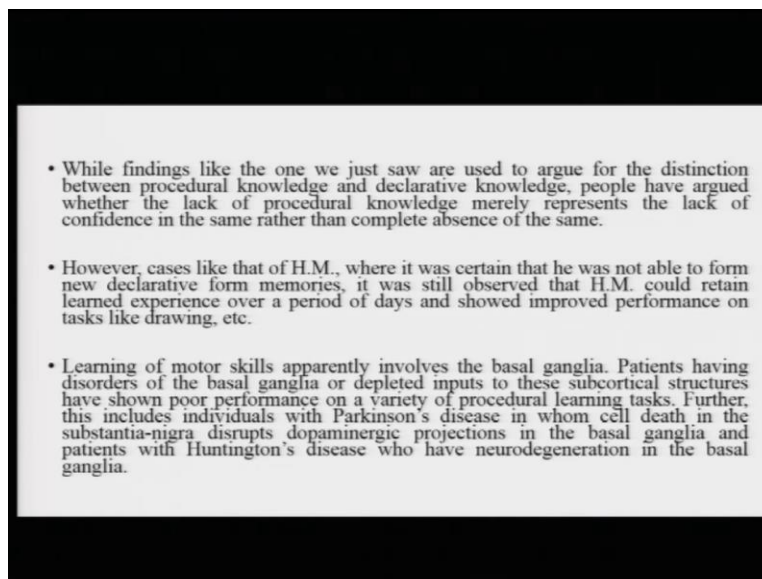 • While findings like the one we just saw are used to argue for the distinction
between procedural knowledge and declarative knowledge, people have argued
whether the lack of procedural knowledge merely represents the lack of
confidence in the same rather than complete absence of the same.
• However, cases like that of H.M., where it was certain that he was not able to form
new declarative form memories, it was still observed that H.M. could retain
learned experience over a period of days and showed improved performance on
tasks like drawing, etc.
• Learning of motor skills apparently involves the basal ganglia. Patients having
disorders of the basal ganglia or depleted inputs to these subcortical structures
have shown poor performance on a variety of procedural learning tasks. Further,
this includes individuals with Parkinson's disease in whom cell death in the
substantia-nigra disrupts dopaminergic projections in the basal ganglia and
patients with Huntington's disease who have neurodegeneration in the basal
ganglia.